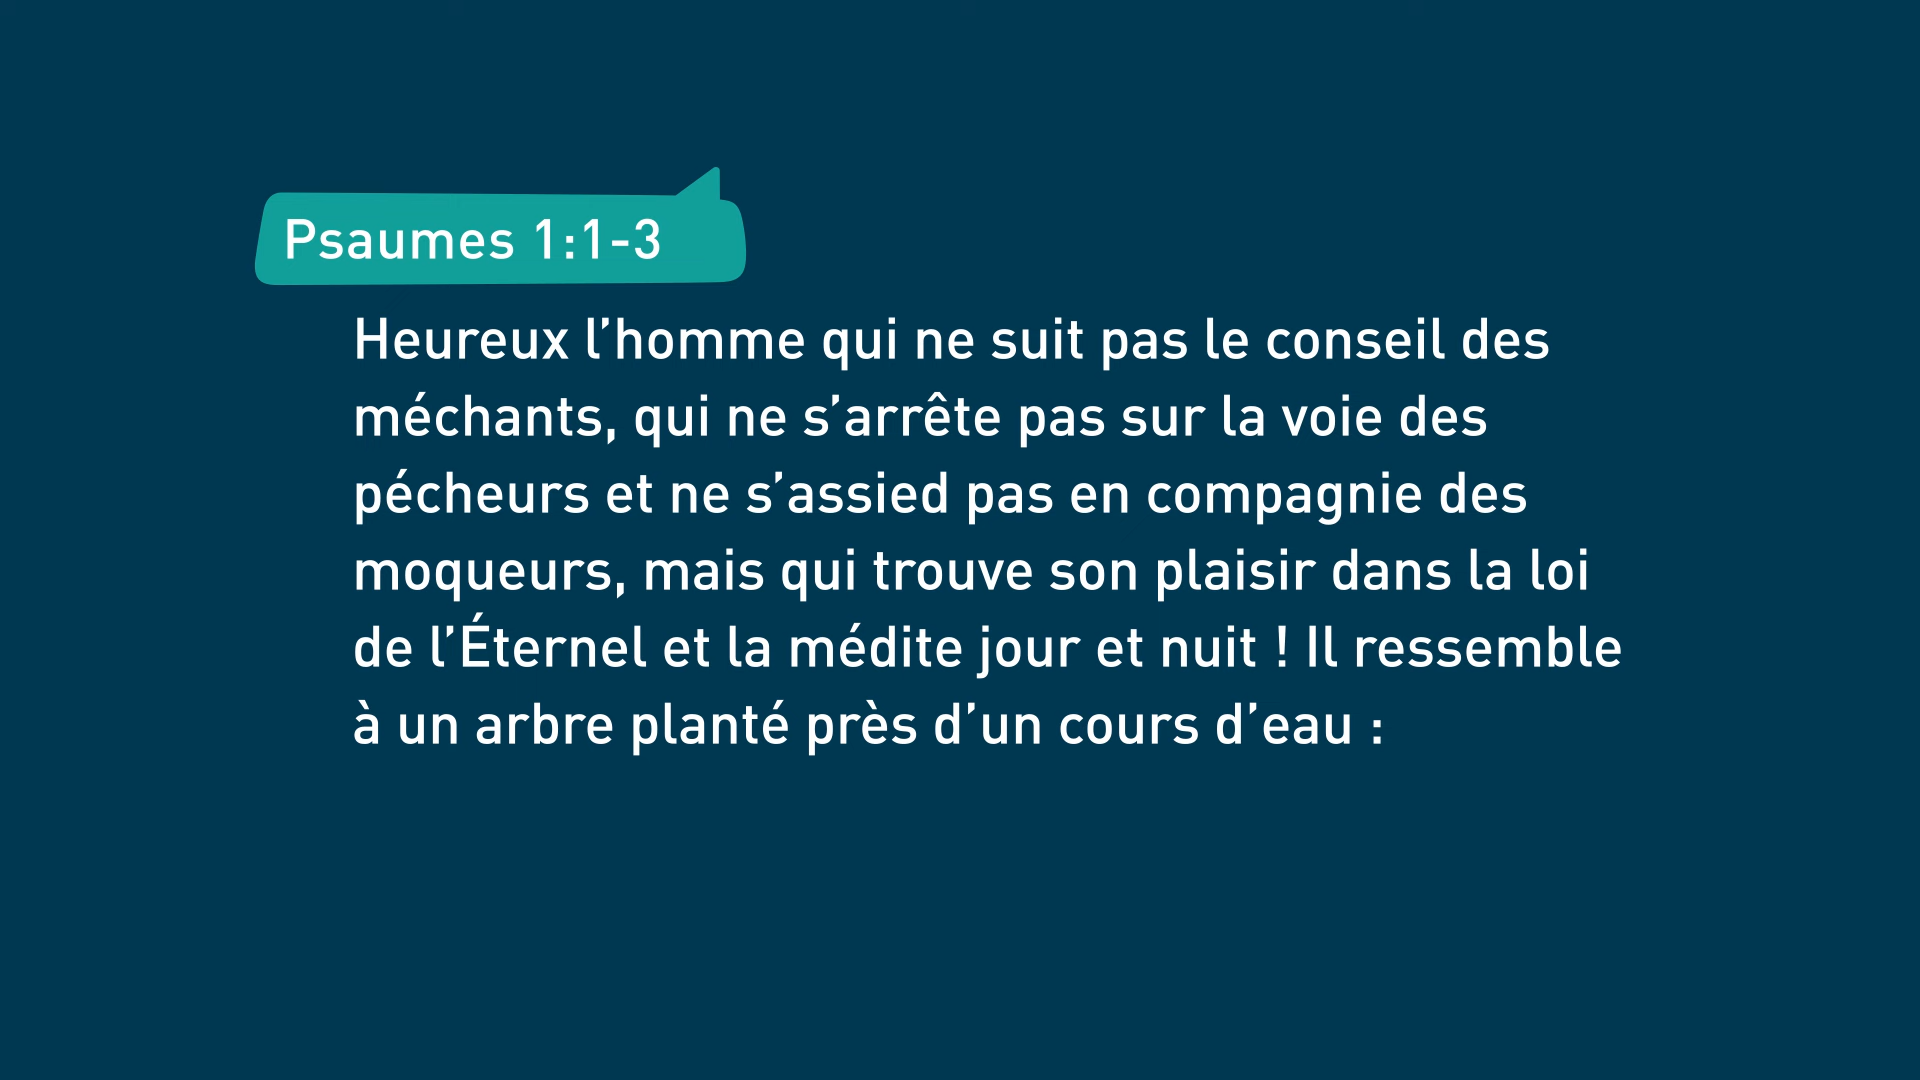 Psaumes 1:1-3
Heureux l’homme qui ne suit pas le conseil des
méchants, qui ne s’arrête pas sur la voie des
pécheurs et ne s’assied pas en compagnie des
moqueurs, mais qui trouve son plaisir dans la loi
de l’Éternel et la médite jour et nuit ! Il ressemble
à un arbre planté près d’un cours d’eau :